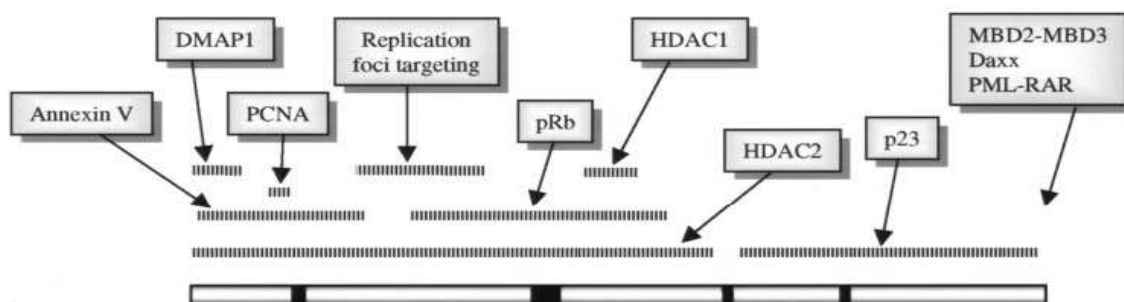 DMAP1
Replication
foci targeting
HDAC1
MBD2-MBD3
Daxx
PML-RAR
Annexin V
PCNA
pRb
HDAC2
p23